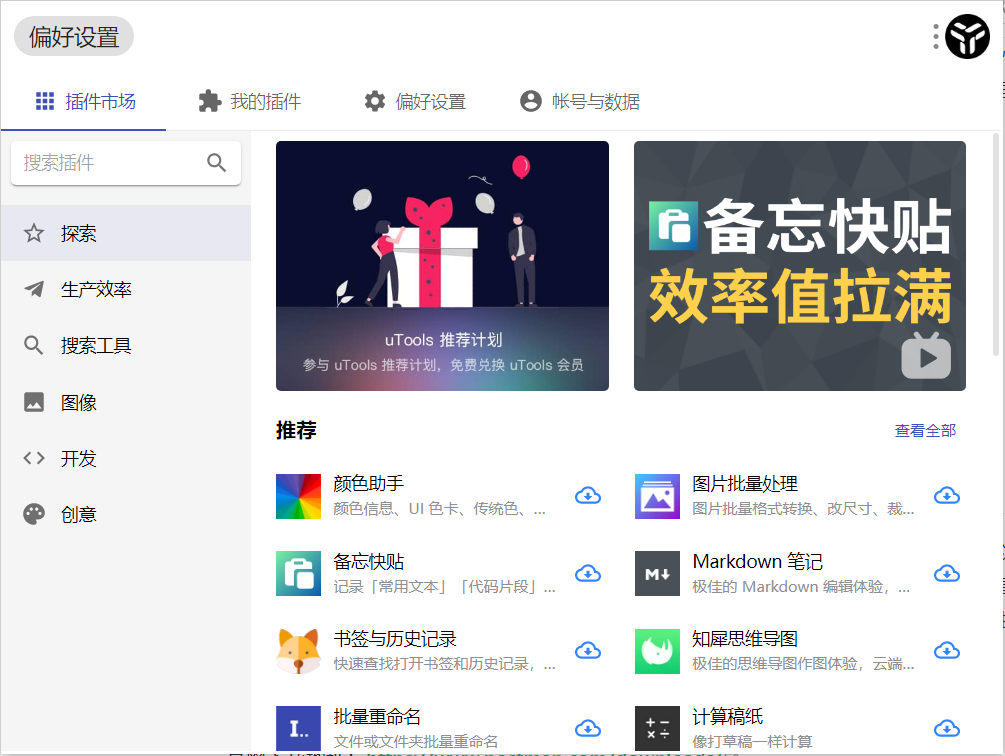 偏好设置
插件市场
我的插件
偏好设置
帐号与数据
搜索插件
探索
生产效率
搜索工具
图像
开发
创意
uTools 推荐计划
参与 uTools 推荐计划，免费兑换 uTools 会员
备忘快贴
效率值拉满
推荐
查看全部
颜色助手
颜色信息、UI 色卡、传统色、...
图片批量处理
图片批量格式转换、改尺寸、裁...
备忘快贴
记录「常用文本」「代码片段」...
M↓
Markdown 笔记
极佳的 Markdown 编辑体验，...
书签与历史记录
快速查找打开书签和历史记录，...
知犀思维导图
极佳的思维导图作图体验，云端...
I..
批量重命名
文件或文件夹批量重命名
+ −
× ÷
计算稿纸
像打草稿一样计算